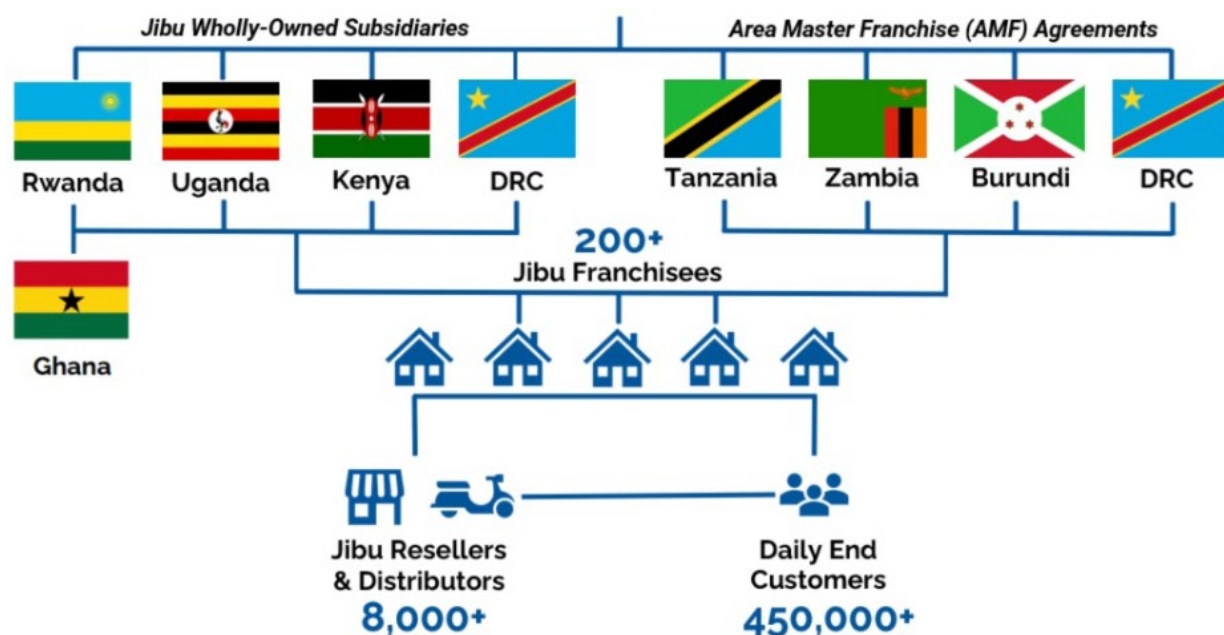 Jibu Wholly-Owned Subsidiaries
Area Master Franchise (AMF) Agreements
Rwanda
Uganda
Kenya
DRC
Tanzania
Zambia
Burundi
DRC
200+
Jibu Franchisees
Ghana
Jibu Resellers
& Distributors
8,000+
Daily End
Customers
450,000+